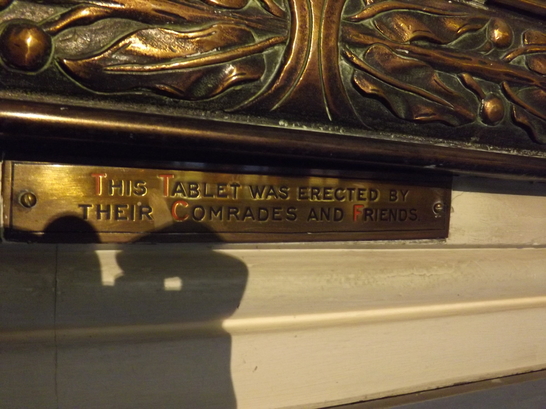 THIS TABLET WAS ERECTED BY
THEIR COMRADES AND FRIENDS